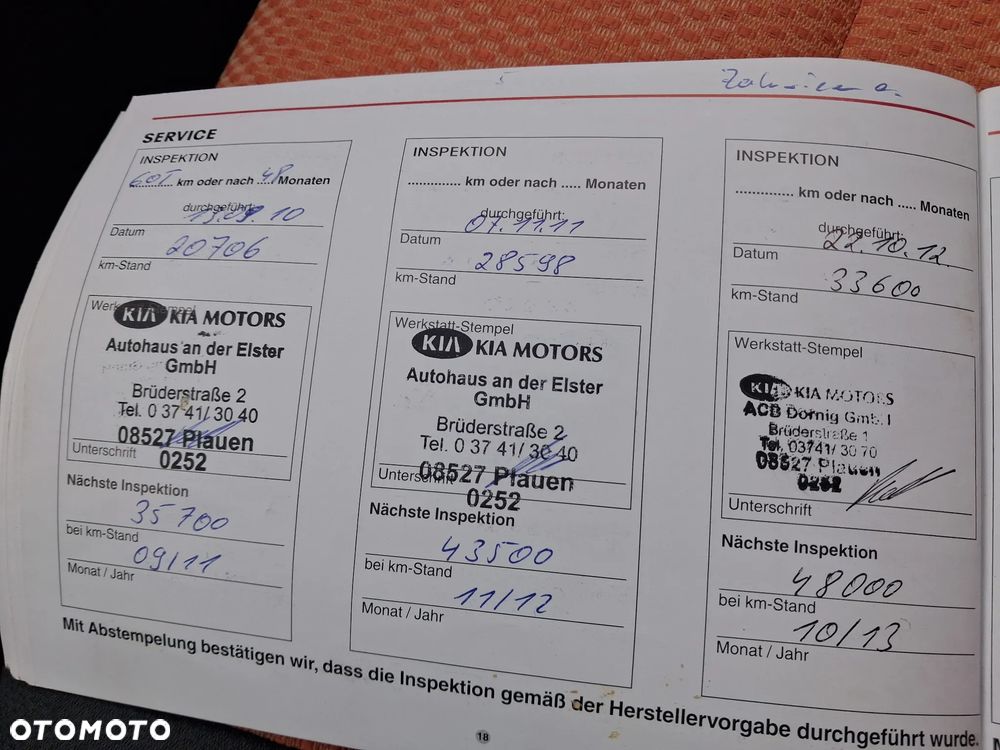 SERVICE
INSPEKTION
60T km oder nach 48 Monaten
durchgeführt:
13.09.10
Datum
20706
km-Stand
Werkstatt-Stempel
KIA KIA MOTORS
Autohaus an der Elster
GmbH
Brüderstraße 2
Tel. 0 37 41/ 30 40
08527 Plauen
Unterschrift
0252
Nächste Inspektion
35700
bei km-Stand
09/11
Monat / Jahr
INSPEKTION
.............. km oder nach ..... Monaten
durchgeführt:
07.11.11
Datum
28598
km-Stand
Werkstatt-Stempel
KIA KIA MOTORS
Autohaus an der Elster
GmbH
Brüderstraße 2
Tel. 0 37 41/ 30 40
08527 Plauen
Unterschrift
0252
Nächste Inspektion
43500
bei km-Stand
11/12
Monat / Jahr
INSPEKTION
.............. km oder nach ..... Monaten
durchgeführt:
22.10.12.
Datum
33600
km-Stand
Werkstatt-Stempel
KIA KIA MOTORS
ACB Dornig GmbH
Brüderstraße 1
Tel. 03741/ 30 70
08527 Plauen
0252
Unterschrift
Nächste Inspektion
48000
bei km-Stand
10/13
Monat / Jahr
Mit Abstempelung bestätigen wir, dass die Inspektion gemäß der Herstellervorgabe durchgeführt wurde.
18
OTOMOTO